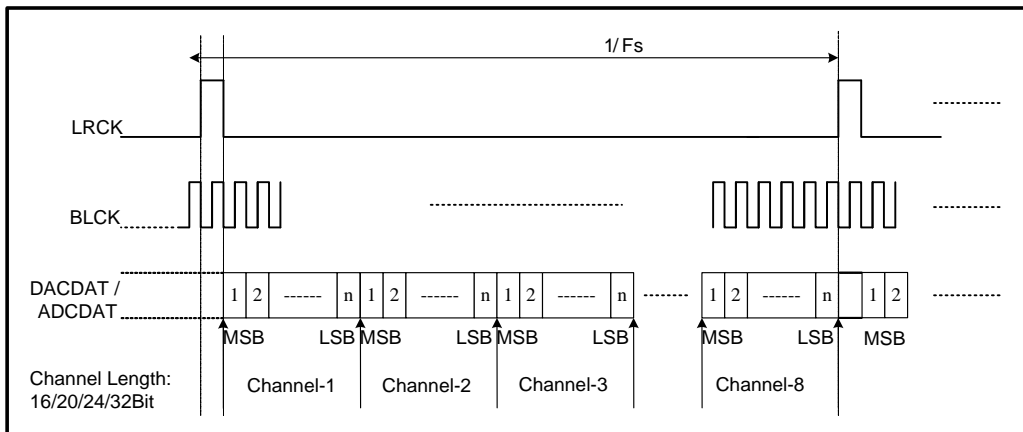 1/ Fs
LRCK
BLCK
DACDAT /
ADCDAT
1 2 ------ n 1 2 ------ n 1 2 ------ n 1 2 ------ n 1 2
MSB LSB MSB LSB MSB LSB MSB LSB MSB
Channel Length:
16/20/24/32Bit
Channel-1 Channel-2 Channel-3 Channel-8